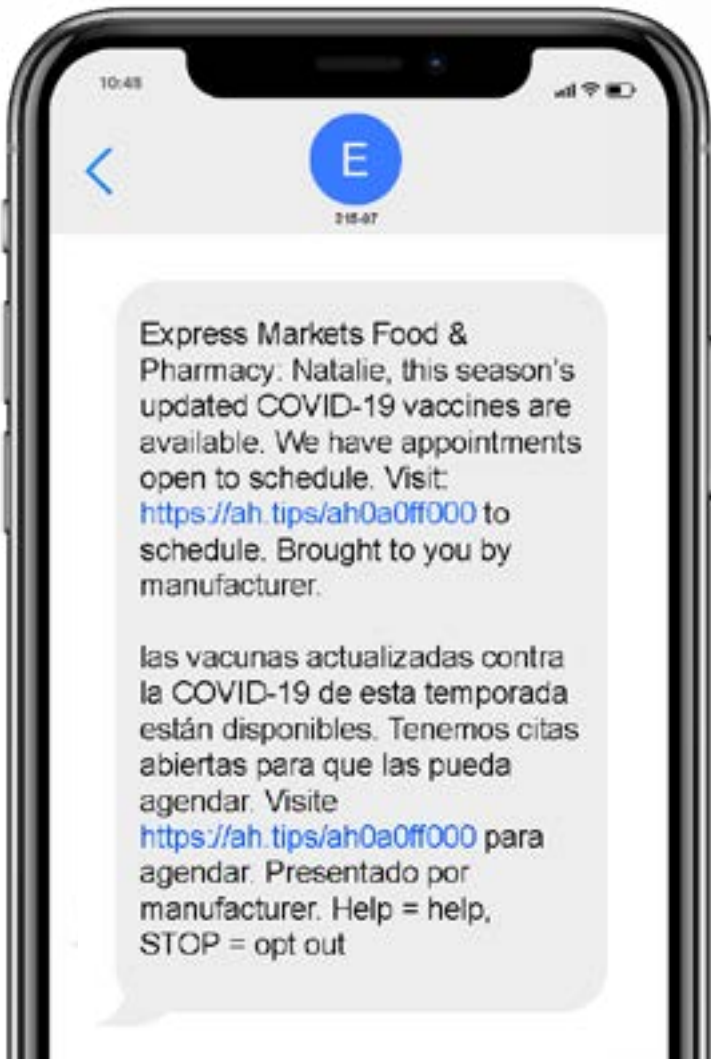 10:48
E
Express Markets Food &
Pharmacy: Natalie, this season's
updated COVID-19 vaccines are
available. We have appointments
open to schedule. Visit:
https://ah.tips/ah0a0ff000 to
schedule. Brought to you by
manufacturer.
las vacunas actualizadas contra
la COVID-19 de esta temporada
están disponibles. Tenemos citas
abiertas para que las pueda
agendar. Visite
https://ah.tips/ah0a0ff000 para
agendar. Presentado por
manufacturer. Help = help,
STOP = opt out